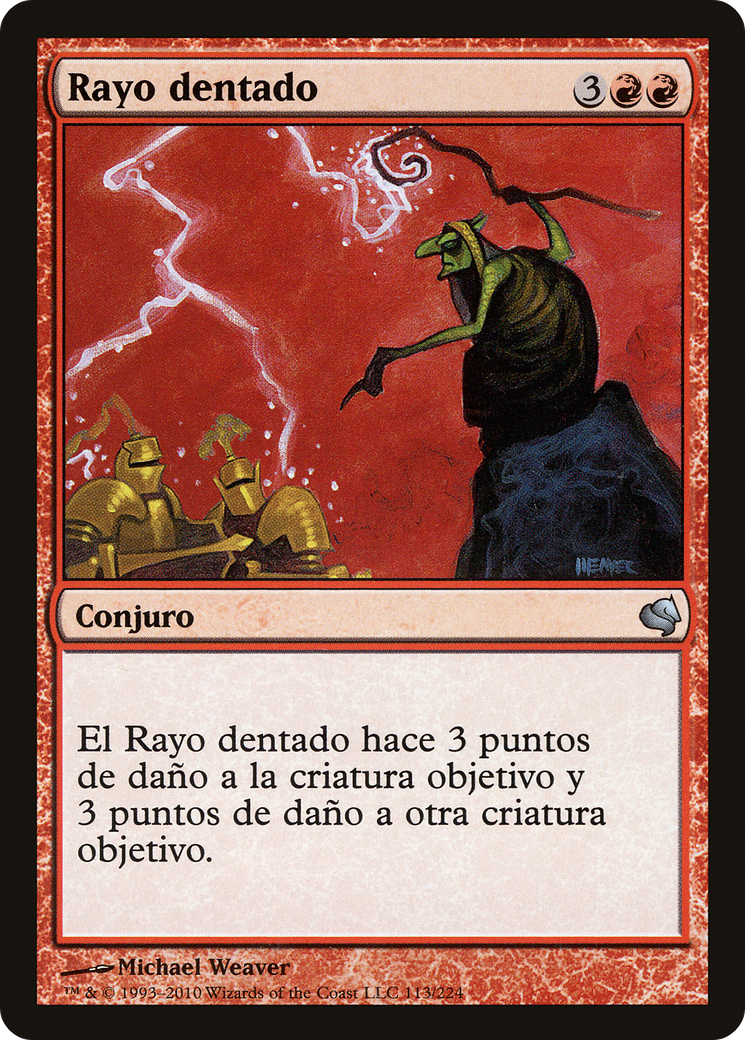 Rayo dentado
3
WEAVER
Conjuro
El Rayo dentado hace 3 puntos
de daño a la criatura objetivo y
3 puntos de daño a otra criatura
objetivo.
Michael Weaver
™ & © 1993–2010 Wizards of the Coast LLC 113/224